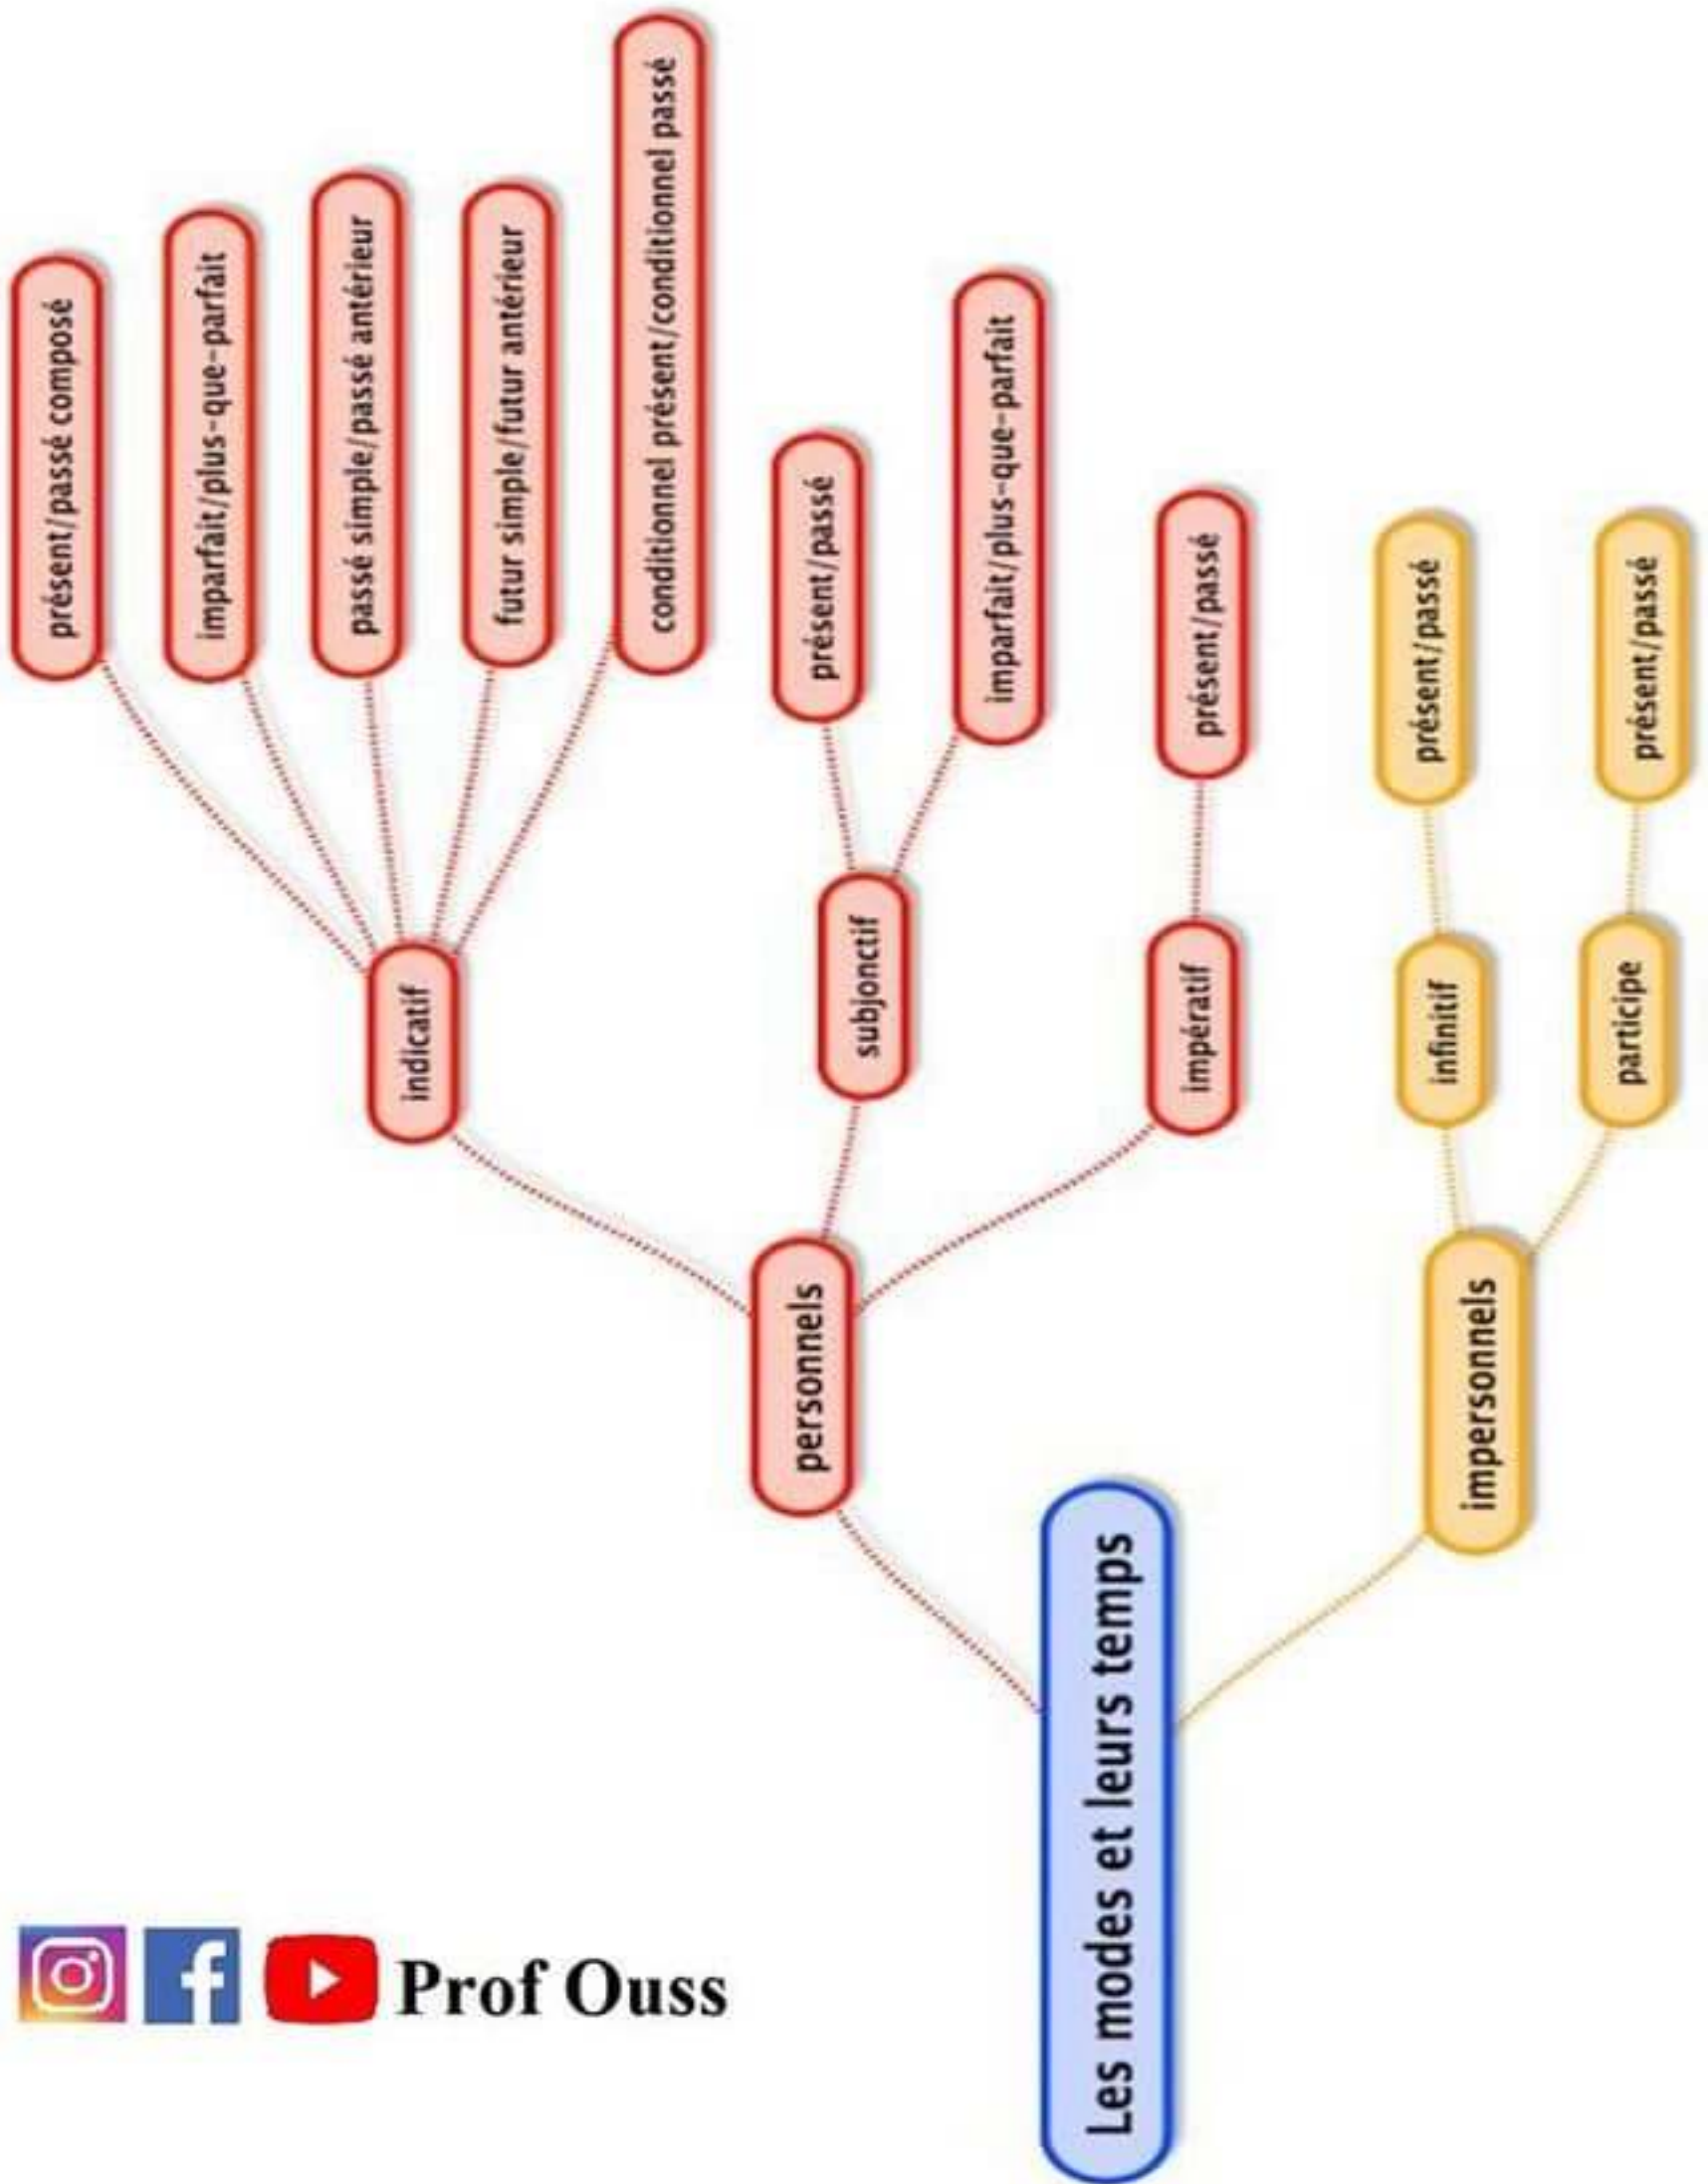 Les modes et leurs temps
personnels
indicatif
présent/passé composé
imparfait/plus-que-parfait
passé simple/passé antérieur
futur simple/futur antérieur
conditionnel présent/conditionnel passé
subjonctif
présent/passé
imparfait/plus-que-parfait
impératif
présent/passé
impersonnels
infinitif
présent/passé
participe
présent/passé
Prof Ouss